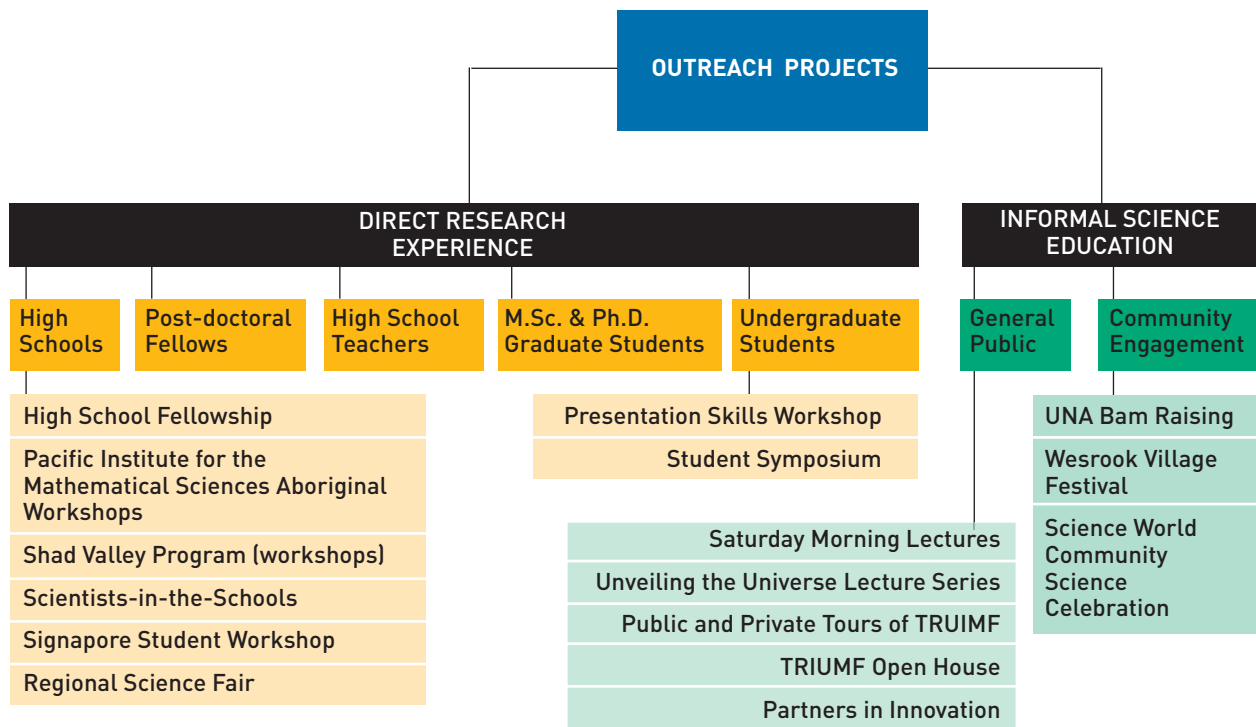 OUTREACH PROJECTS
DIRECT RESEARCH
EXPERIENCE
INFORMAL SCIENCE
EDUCATION
High
Schools
Post-doctoral
Fellows
High School
Teachers
M.Sc. & Ph.D.
Graduate Students
Undergraduate
Students
General
Public
Community
Engagement
High School Fellowship
Pacific Institute for the
Mathematical Sciences Aboriginal
Workshops
Shad Valley Program (workshops)
Scientists-in-the-Schools
Signapore Student Workshop
Regional Science Fair
Presentation Skills Workshop
Student Symposium
Saturday Morning Lectures
Unveiling the Universe Lecture Series
Public and Private Tours of TRUIMF
TRIUMF Open House
Partners in Innovation
UNA Bam Raising
Wesrook Village
Festival
Science World
Community
Science
Celebration